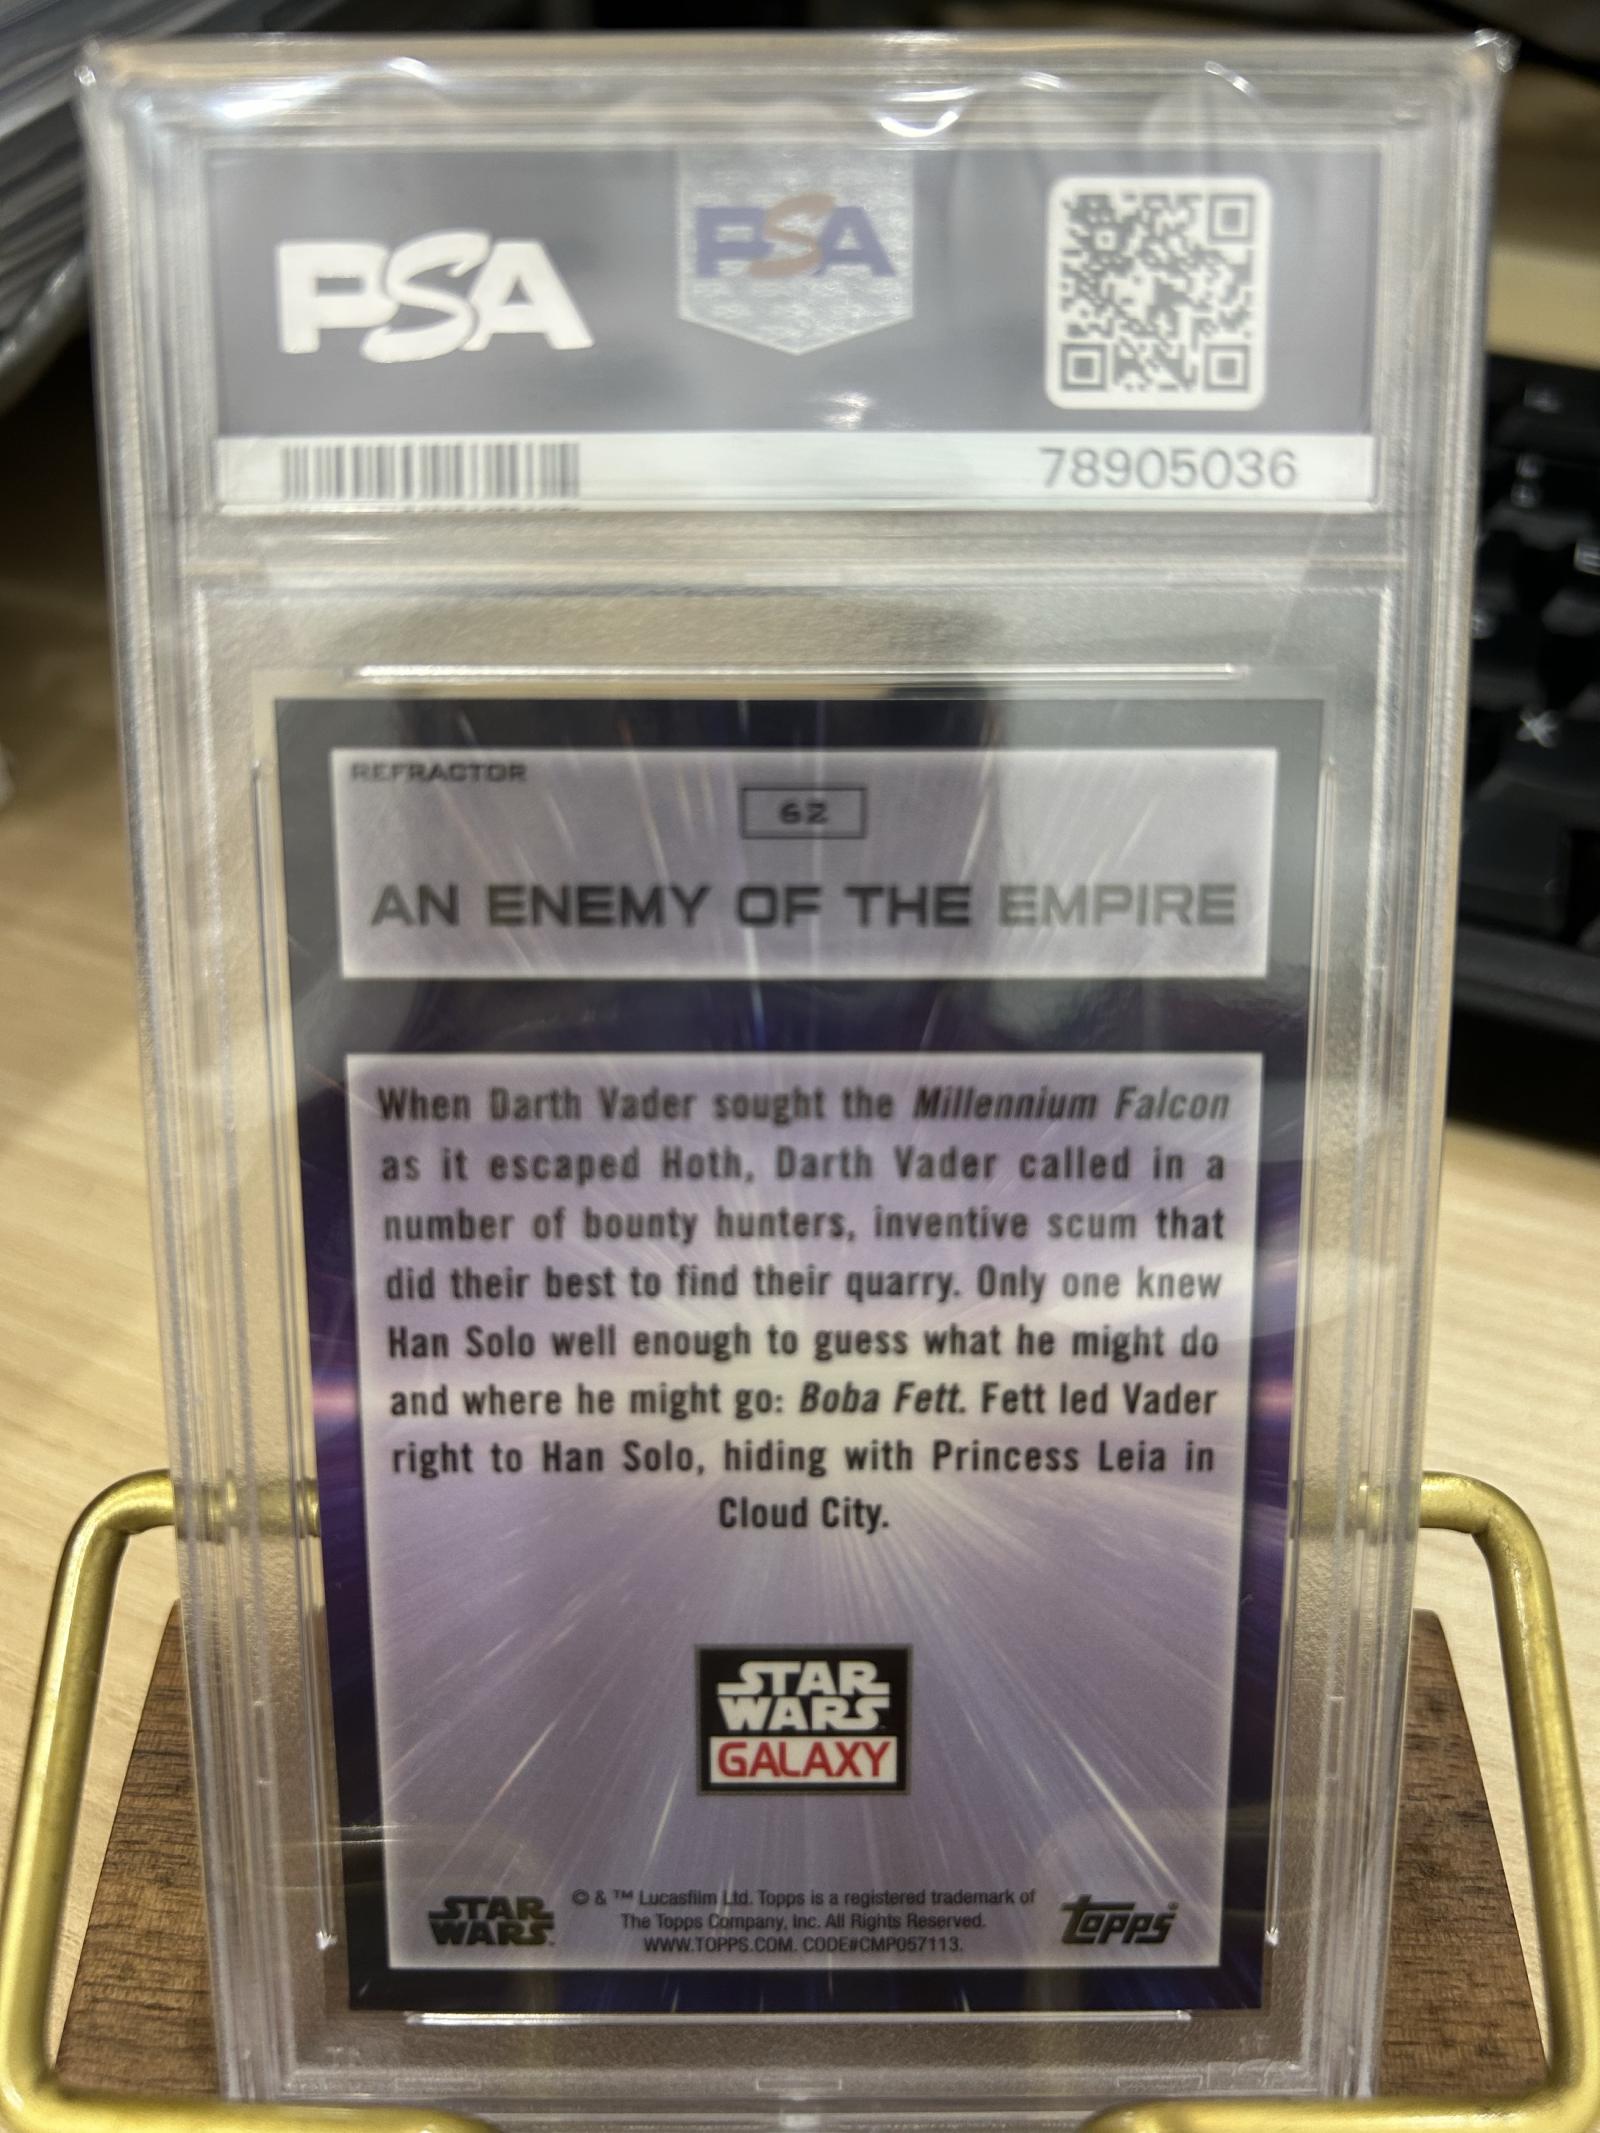 PSA
PSA
78905036
REFRACTOR
62
AN ENEMY OF THE EMPIRE
When Darth Vader sought the Millennium Falcon
as it escaped Hoth, Darth Vader called in a
number of bounty hunters, inventive scum that
did their best to find their quarry. Only one knew
Han Solo well enough to guess what he might do
and where he might go: Boba Fett. Fett led Vader
right to Han Solo, hiding with Princess Leia in
Cloud City.
STAR
WARS
GALAXY
STAR
WARS
© & ™ Lucasfilm Ltd. Topps is a registered trademark of
The Topps Company, Inc. All Rights Reserved.
WWW.TOPPS.COM. CODE#CMP057113.
topps®